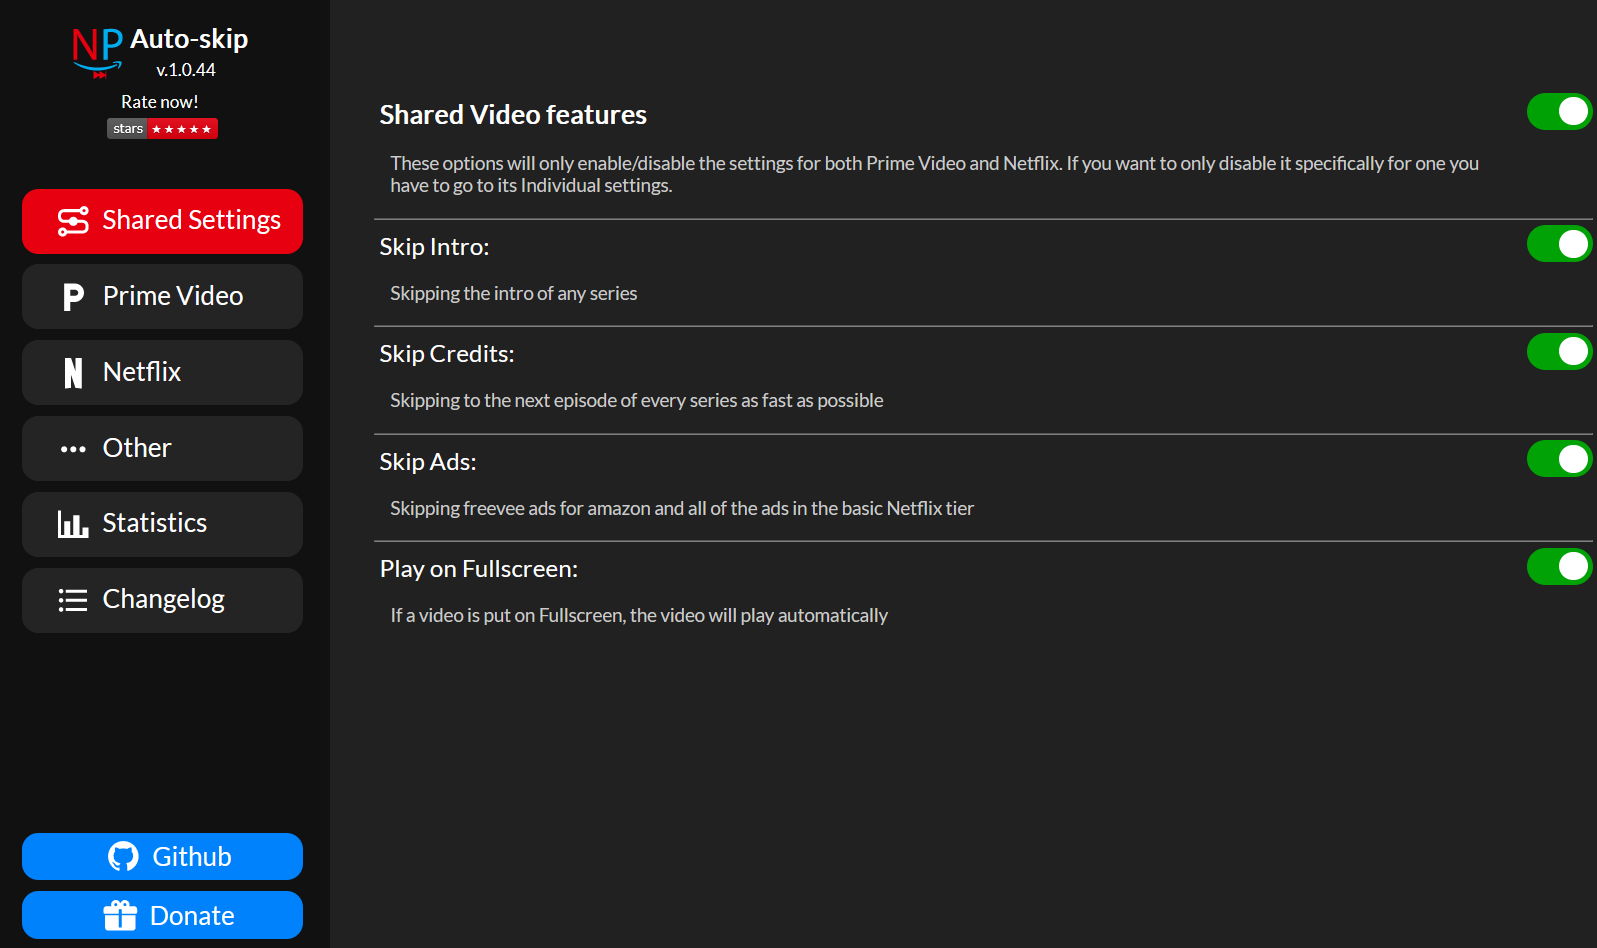 NP Auto-skip
v.1.0.44
Rate now!
stars ★★★★★
Shared Settings
P Prime Video
N Netflix
Other
Statistics
Changelog
Github
Donate
Shared Video features
These options will only enable/disable the settings for both Prime Video and Netflix. If you want to only disable it specifically for one you
have to go to its Individual settings.
Skip Intro:
Skipping the intro of any series
Skip Credits:
Skipping to the next episode of every series as fast as possible
Skip Ads:
Skipping freevee ads for amazon and all of the ads in the basic Netflix tier
Play on Fullscreen:
If a video is put on Fullscreen, the video will play automatically